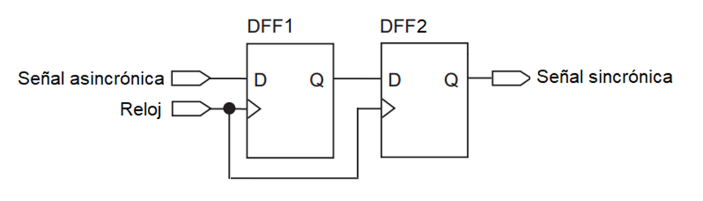 DFF1
DFF2
Señal asincrónica
D
Q
D
Q
Señal sincrónica
Reloj